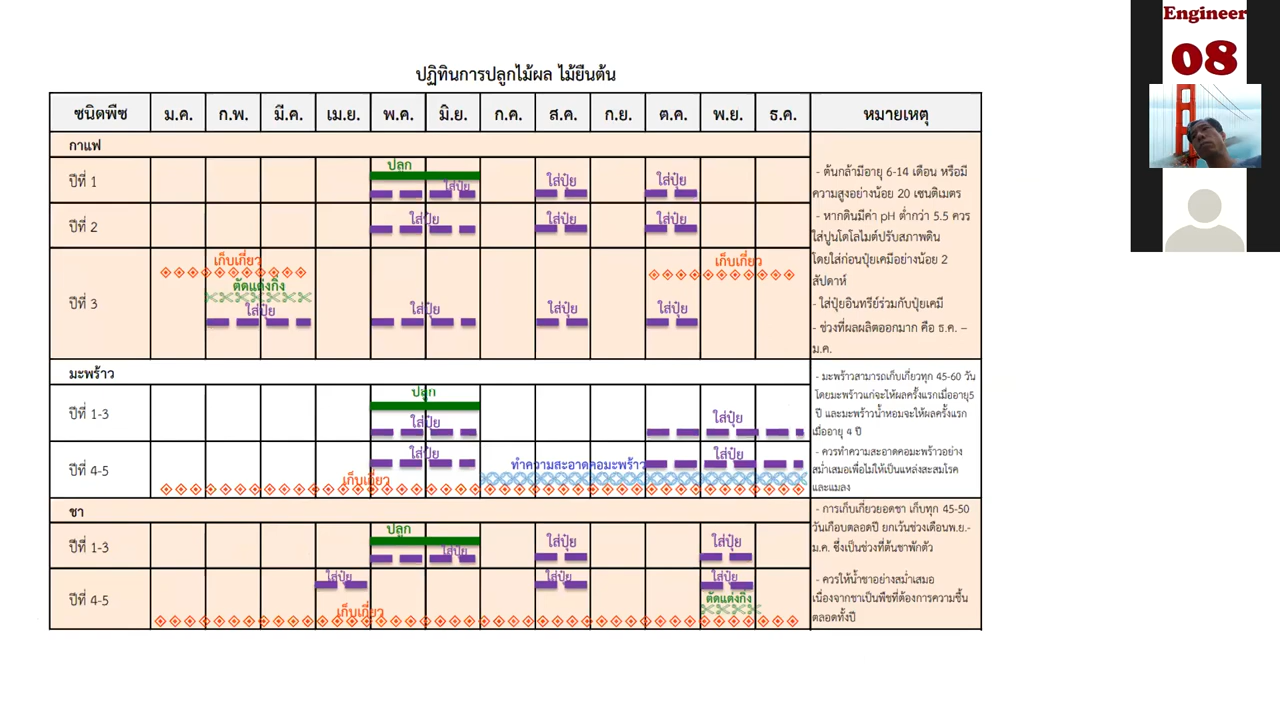 Engineer
08
ปฏิทินการปลูกไม้ผล ไม้ยืนต้น
ชนิดพืช ม.ค. ก.พ. มี.ค. เม.ย. พ.ค. มิ.ย. ก.ค. ส.ค. ก.ย. ต.ค. พ.ย. ธ.ค. หมายเหตุ
กาแฟ
ปลูก
ปีที่ 1 ใส่ปุ๋ย ใส่ปุ๋ย ใส่ปุ๋ย
ปีที่ 2 ใส่ปุ๋ย ใส่ปุ๋ย ใส่ปุ๋ย
เก็บเกี่ยว เก็บเกี่ยว
ตัดแต่งกิ่ง
ปีที่ 3 ใส่ปุ๋ย ใส่ปุ๋ย ใส่ปุ๋ย ใส่ปุ๋ย
- ต้นกล้ามีอายุ 6-14 เดือน หรือมี
ความสูงอย่างน้อย 20 เซนติเมตร
- หากดินมีค่า pH ต่ำกว่า 5.5 ควร
ใส่ปูนโดโลไมต์ปรับสภาพดิน
โดยใส่ก่อนปุ๋ยเคมีอย่างน้อย 2
สัปดาห์
- ใส่ปุ๋ยอินทรีย์ร่วมกับปุ๋ยเคมี
- ช่วงที่ผลผลิตออกมาก คือ ธ.ค. –
ม.ค.
มะพร้าว
ปลูก
ปีที่ 1-3 ใส่ปุ๋ย ใส่ปุ๋ย
ใส่ปุ๋ย ใส่ปุ๋ย
ปีที่ 4-5 ทำความสะอาดคอมะพร้าว
เก็บเกี่ยว
- มะพร้าวสามารถเก็บเกี่ยวทุก 45-60 วัน
โดยมะพร้าวแก่จะให้ผลครั้งแรกเมื่ออายุ5
ปี และมะพร้าวน้ำหอมจะให้ผลครั้งแรก
เมื่ออายุ 4 ปี
- ควรทำความสะอาดคอมะพร้าวอย่าง
สม่ำเสมอเพื่อไม่ให้เป็นแหล่งสะสมโรค
และแมลง
ชา
ปลูก
ปีที่ 1-3 ใส่ปุ๋ย ใส่ปุ๋ย ใส่ปุ๋ย
ใส่ปุ๋ย ใส่ปุ๋ย ใส่ปุ๋ย
ปีที่ 4-5 ตัดแต่งกิ่ง
เก็บเกี่ยว
- การเก็บเกี่ยวยอดชา เก็บทุก 45-50
วันเกือบตลอดปี ยกเว้นช่วงเดือนพ.ย.-
ม.ค. ซึ่งเป็นช่วงที่ต้นชาพักตัว
- ควรให้น้ำชาอย่างสม่ำเสมอ
เนื่องจากชาเป็นพืชที่ต้องการความชื้น
ตลอดทั้งปี